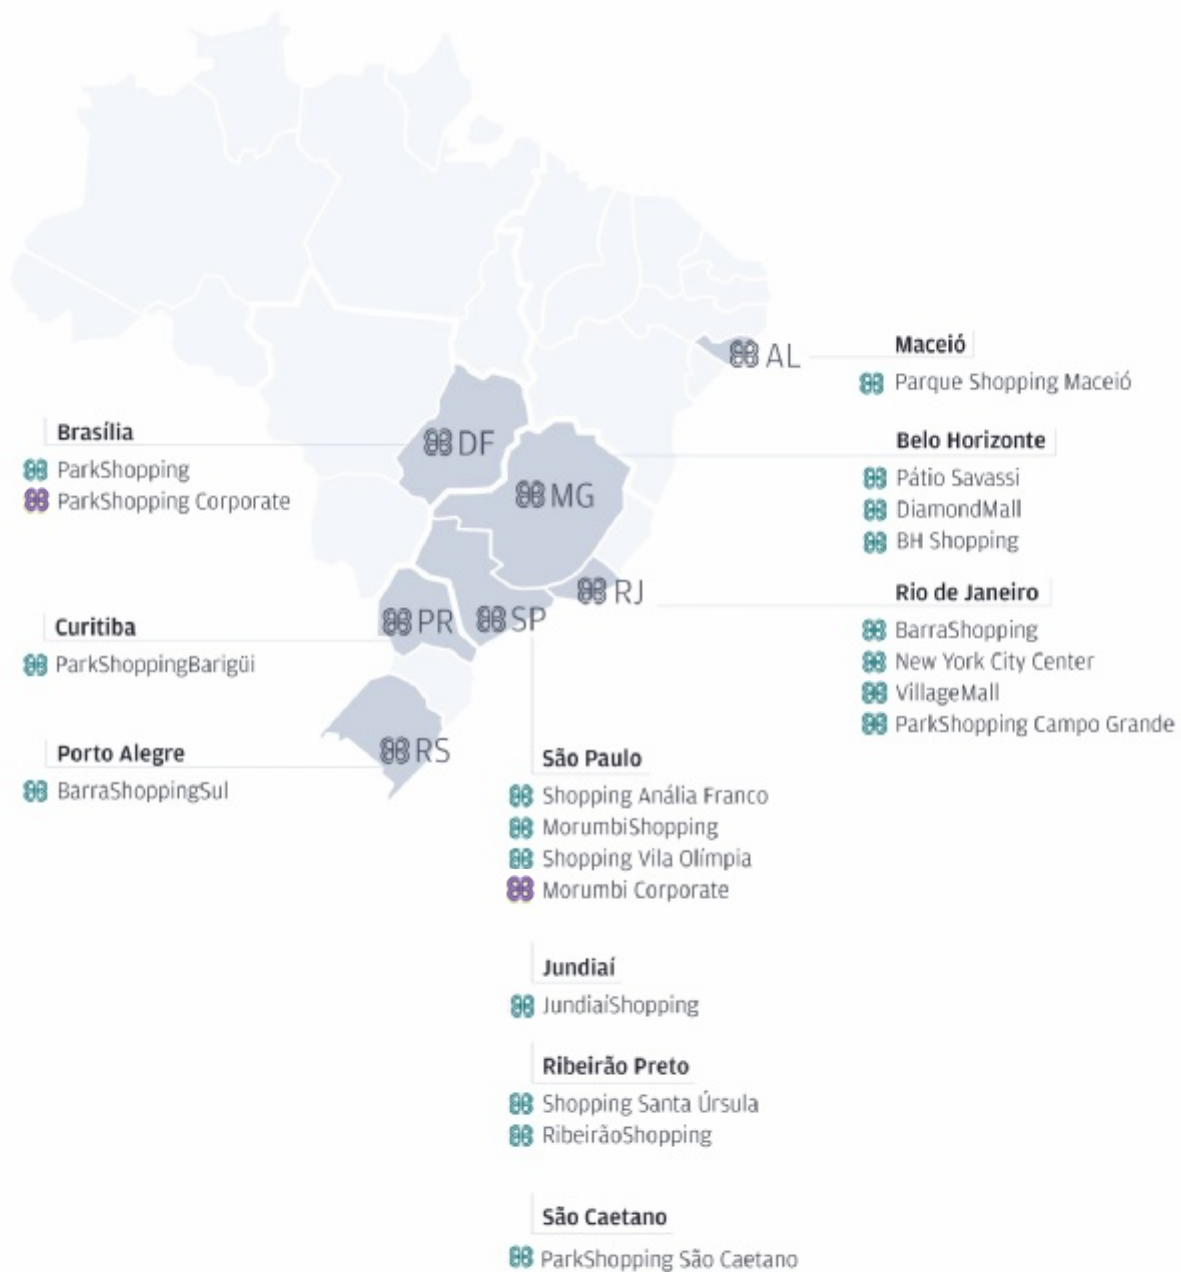 AL
Maceió
Parque Shopping Maceió
Brasília
ParkShopping
ParkShopping Corporate
DF
MG
Belo Horizonte
Pátio Savassi
DiamondMall
BH Shopping
RJ
Rio de Janeiro
BarraShopping
New York City Center
VillageMall
ParkShopping Campo Grande
Curitiba
ParkShoppingBarigüi
PR
SP
Porto Alegre
BarraShoppingSul
RS
São Paulo
Shopping Anália Franco
MorumbiShopping
Shopping Vila Olímpia
Morumbi Corporate
Jundiaí
JundiaíShopping
Ribeirão Preto
Shopping Santa Úrsula
RibeirãoShopping
São Caetano
ParkShopping São Caetano